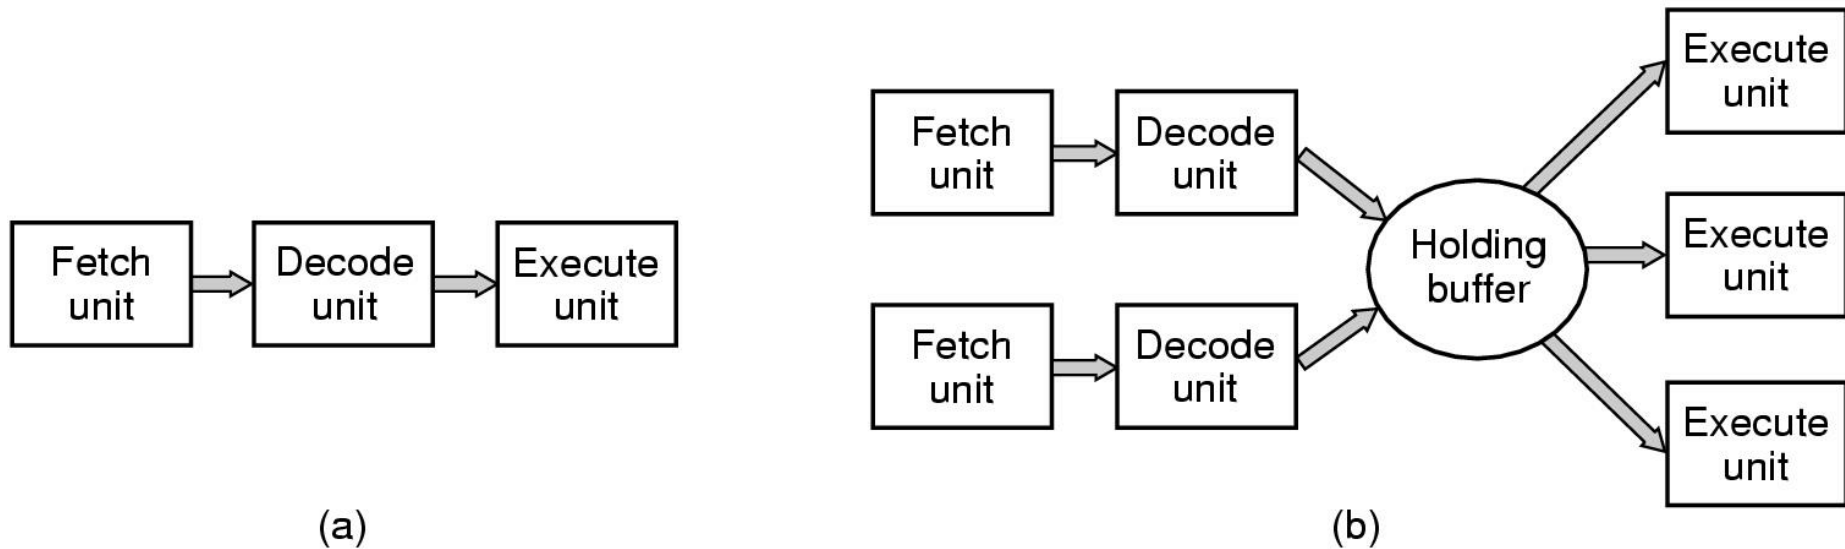 Fetch
unit
Decode
unit
Execute
unit
(a)
Fetch
unit
Decode
unit
Fetch
unit
Decode
unit
Holding
buffer
Execute
unit
Execute
unit
Execute
unit
(b)